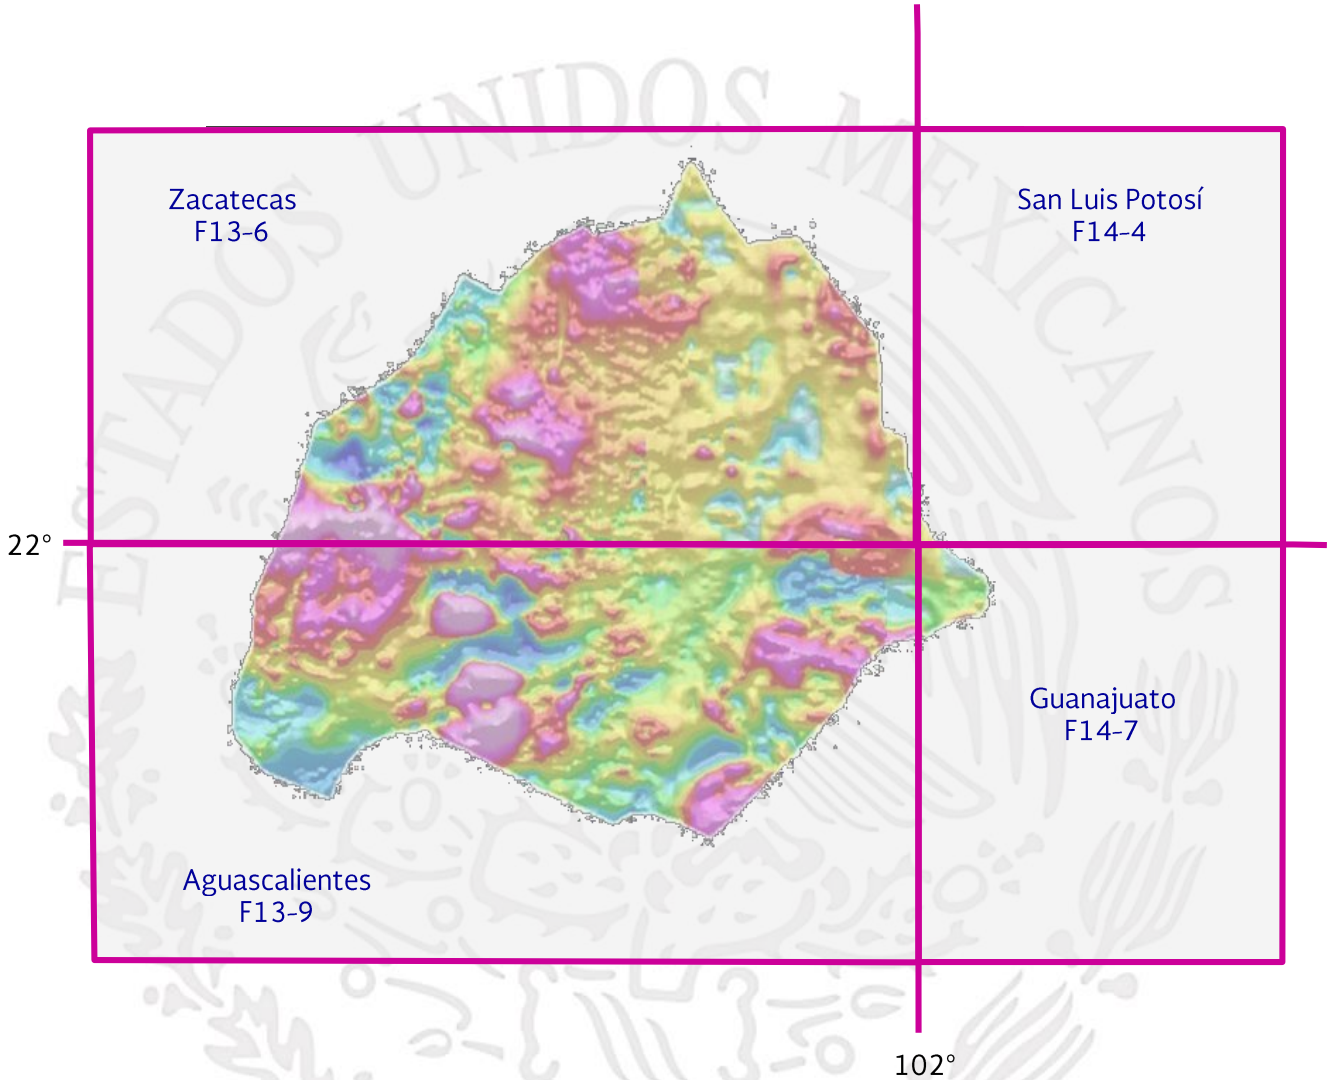 ESTADOS UNIDOS MEXICANOS
Zacatecas
F13-6
San Luis Potosí
F14-4
22°
Guanajuato
F14-7
Aguascalientes
F13-9
102°